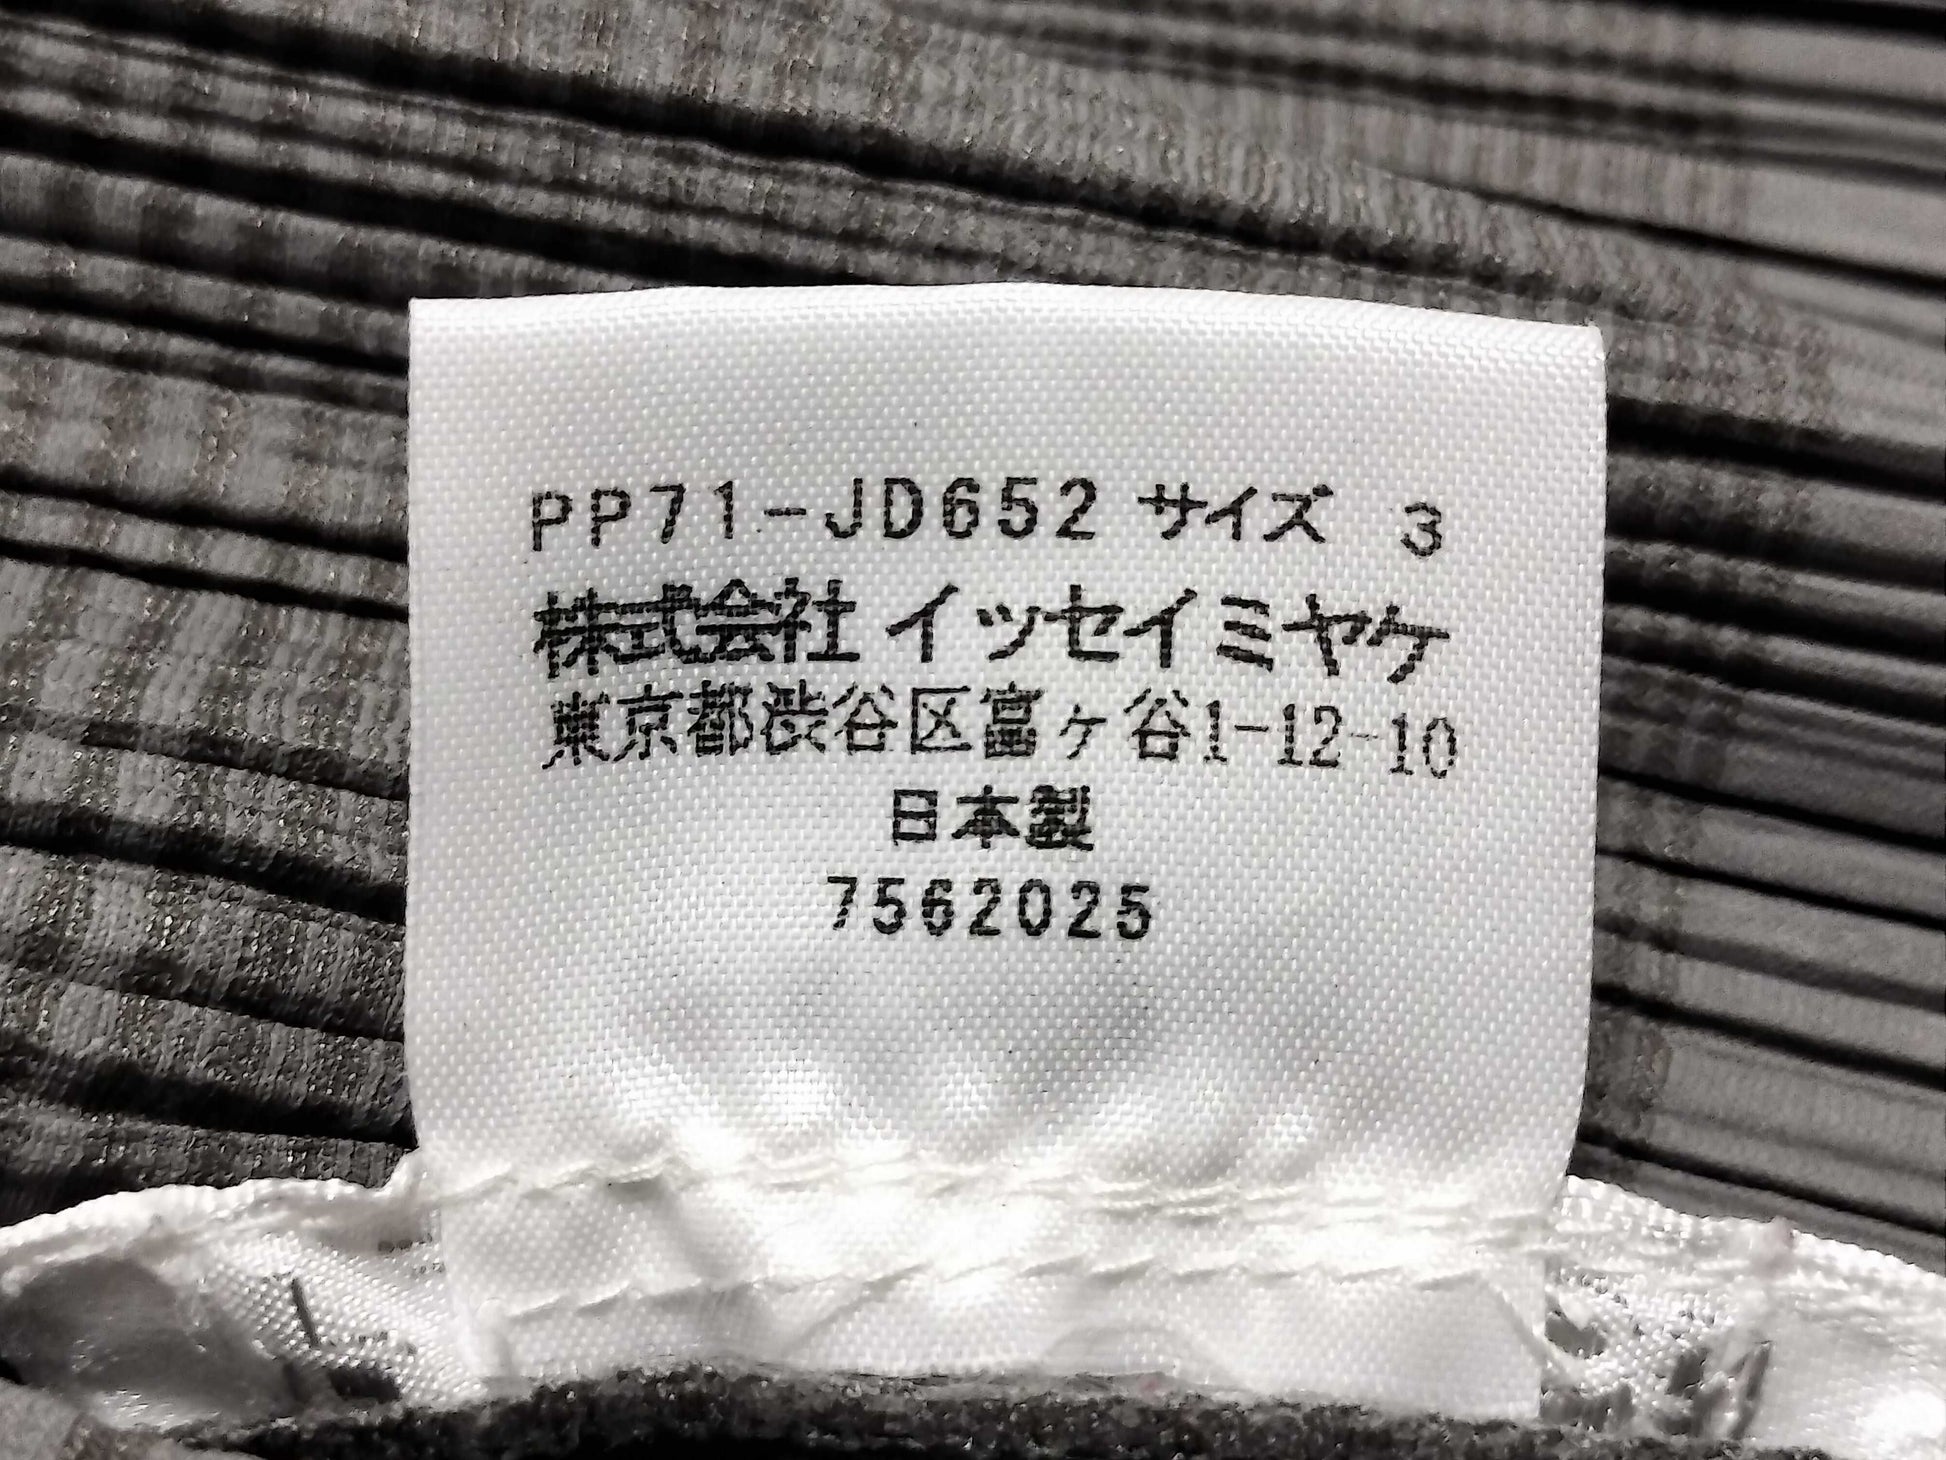 PP71-JD652 サイズ 3
株式会社 イッセイミヤケ
東京都渋谷区富ヶ谷1-12-10
日本製
7562025